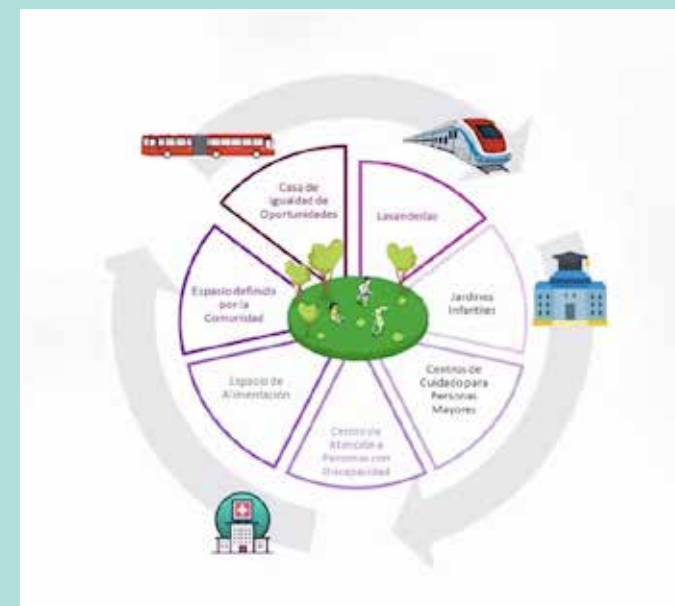 Casa de
igualdad de
Oportunidades
Lavanderías
Jardines
Infantiles
Centros de
Cuidado para
Personas
Mayores
Centro de
Atención a
Personas con
Discapacidad
Espacio de
Alimentación
Espacio definido
por la
Comunidad